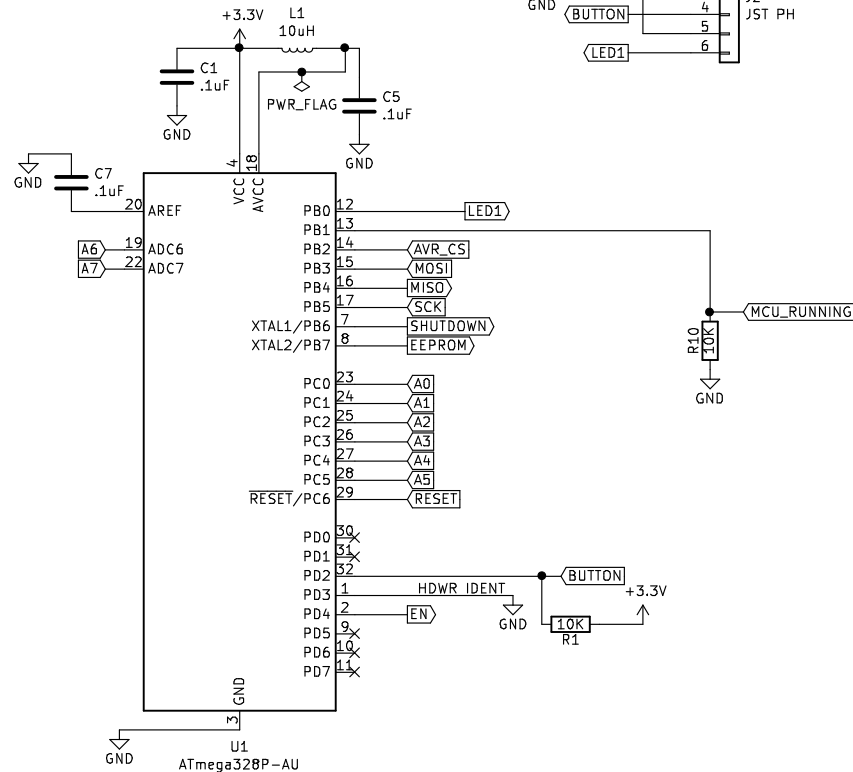 +3.3V
L1
10uH
C1
.1uF
PWR_FLAG
C5
.1uF
GND
GND
GND
C7
.1uF
GND
BUTTON
4
JST PH
5
LED1
6
4
VCC
18
AVCC
20 AREF
A6 19 ADC6
A7 22 ADC7
PB0 12 LED1
PB1 13
PB2 14 AVR_CS
PB3 15 MOSI
PB4 16 MISO
PB5 17 SCK
XTAL1/PB6 7 SHUTDOWN
XTAL2/PB7 8 EEPROM
MCU_RUNNING
R10
10K
GND
PC0 23 A0
PC1 24 A1
PC2 25 A2
PC3 26 A3
PC4 27 A4
PC5 28 A5
RESET/PC6 29 RESET
PD0 30
PD1 31
PD2 32 BUTTON
PD3 1 HDWR IDENT
GND
PD4 2 EN
PD5 9
PD6 10
PD7 11
+3.3V
10K
R1
GND
3
GND
U1
ATmega328P-AU